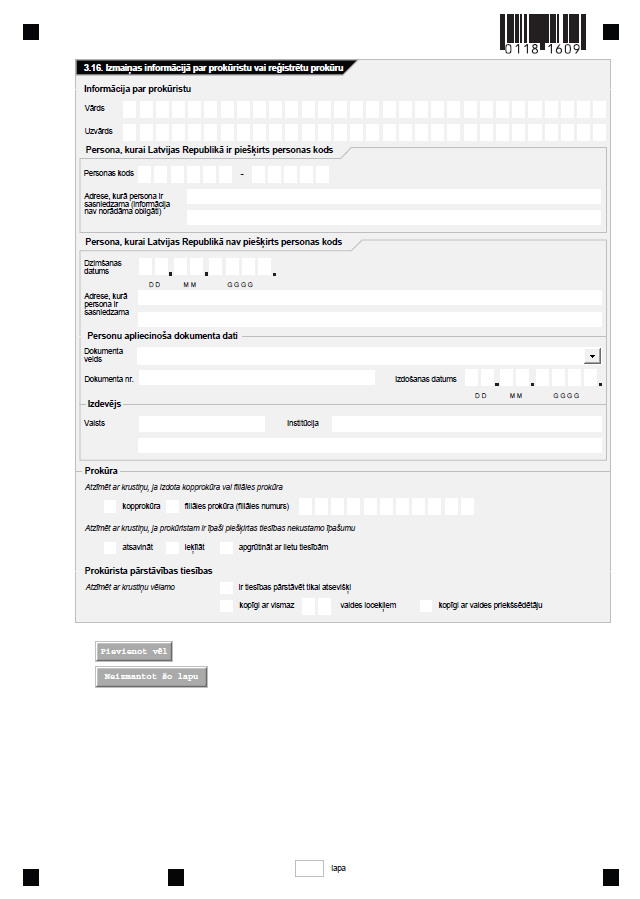 0118 1609
3.16. Izmaiņas informācijā par prokūristu vai reģistrētu prokūru
Informācija par prokūristu
Vārds
Uzvārds
Persona, kurai Latvijas Republikā ir piešķirts personas kods
Personas kods -
Adrese, kurā persona ir
sasniedzama (informācija
nav norādāma obligāti)
Persona, kurai Latvijas Republikā nav piešķirts personas kods
Dzimšanas
datums
. . .
DD MM GGGG
Adrese, kurā
persona ir
sasniedzama
Personu apliecinoša dokumenta dati
Dokumenta
veids
Dokumenta nr. Izdošanas datums . . .
DD MM GGGG
Izdevējs
Valsts Institūcija
Prokūra
Atzīmēt ar krustiņu, ja izdota kopprokūra vai filiāles prokūra
kopprokūra filiāles prokūra (filiāles numurs)
Atzīmēt ar krustiņu, ja prokūristam ir īpaši piešķirtas tiesības nekustamo īpašumu
atsavināt ieķīlāt apgrūtināt ar lietu tiesībām
Prokūrista pārstāvības tiesības
Atzīmēt ar krustiņu vēlamo ir tiesības pārstāvēt tikai atsevišķi
kopīgi ar vismaz valdes locekļiem kopīgi ar valdes priekšsēdētāju
Pievienot vēl
Neizmantot šo lapu
lapa